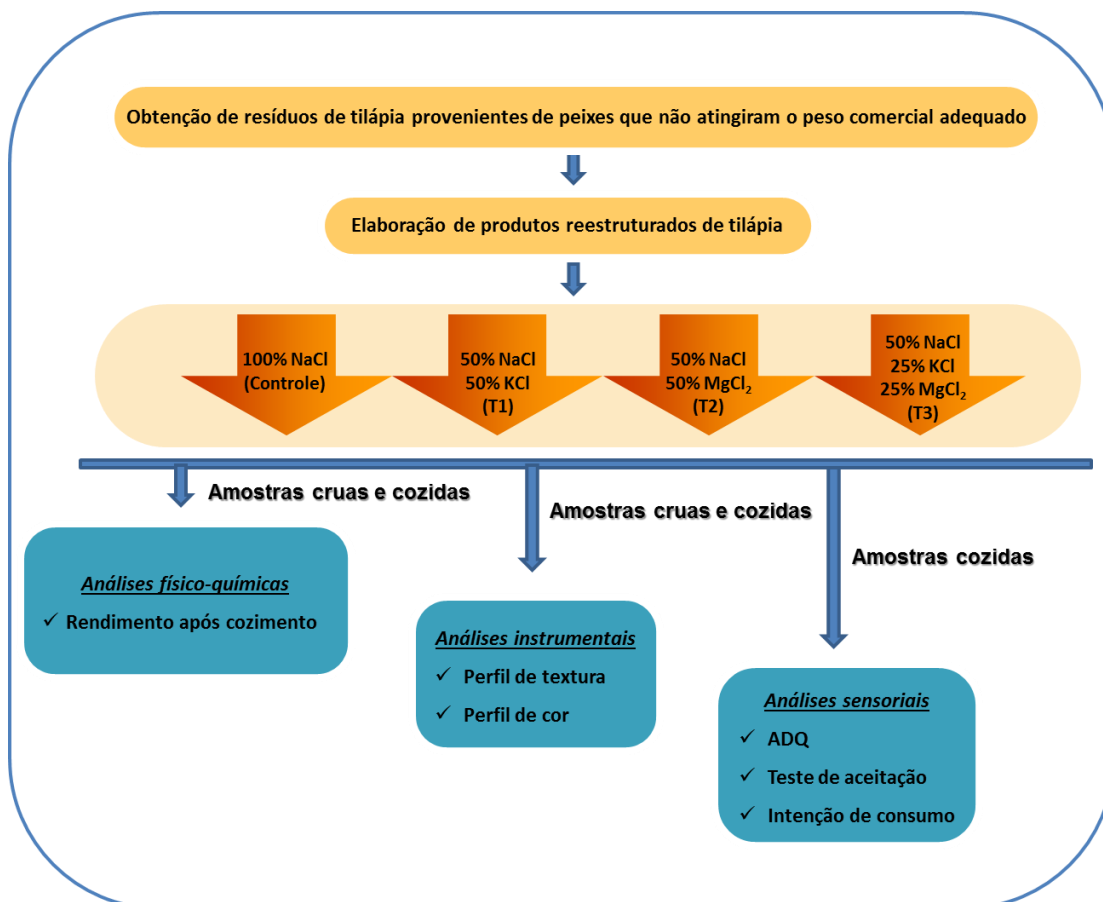 Obtenção de resíduos de tilápia provenientes de peixes que não atingiram o peso comercial adequado
Elaboração de produtos reestruturados de tilápia
100% NaCl
(Controle)
50% NaCl
50% KCl
(T1)
50% NaCl
50% MgCl₂
(T2)
50% NaCl
25% KCl
25% MgCl₂
(T3)
Amostras cruas e cozidas
Amostras cruas e cozidas
Amostras cozidas
Análises físico-químicas
✓ Rendimento após cozimento
Análises instrumentais
✓ Perfil de textura
✓ Perfil de cor
Análises sensoriais
✓ ADQ
✓ Teste de aceitação
✓ Intenção de consumo